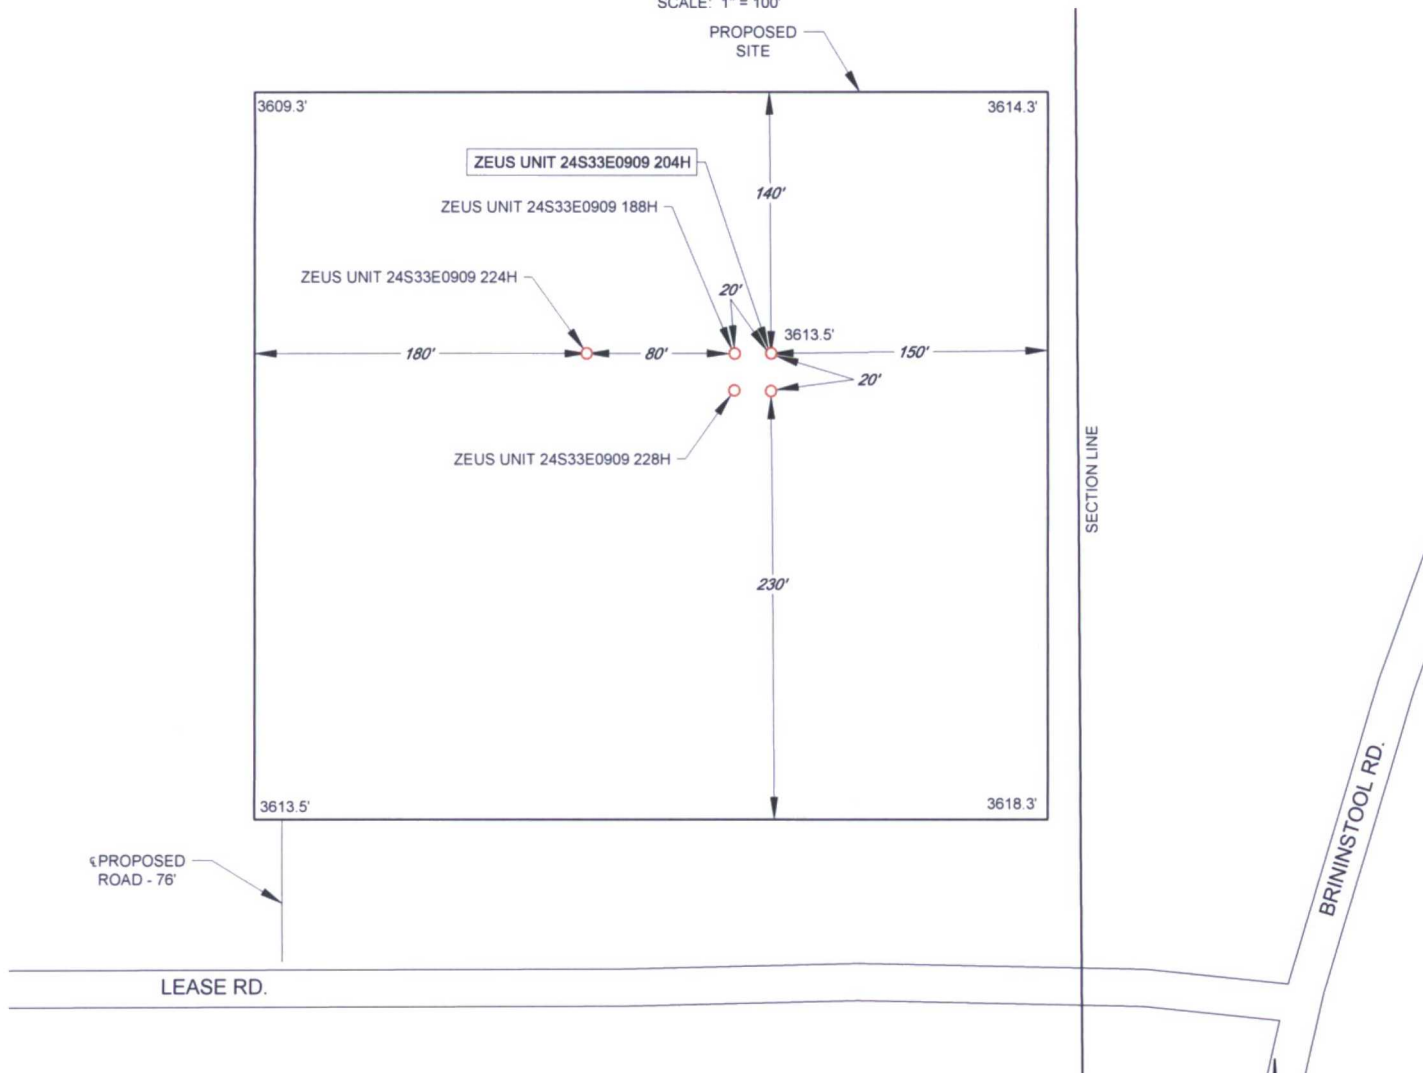 SCALE: 1" = 100'
PROPOSED
SITE
3609.3'
3614.3'
ZEUS UNIT 24S33E0909 204H
140'
ZEUS UNIT 24S33E0909 188H
ZEUS UNIT 24S33E0909 224H
20'
3613.5'
180'
80'
150'
20'
ZEUS UNIT 24S33E0909 228H
SECTION LINE
230'
3613.5'
3618.3'
BRININSTOOL RD.
℄ PROPOSED
ROAD - 76'
LEASE RD.